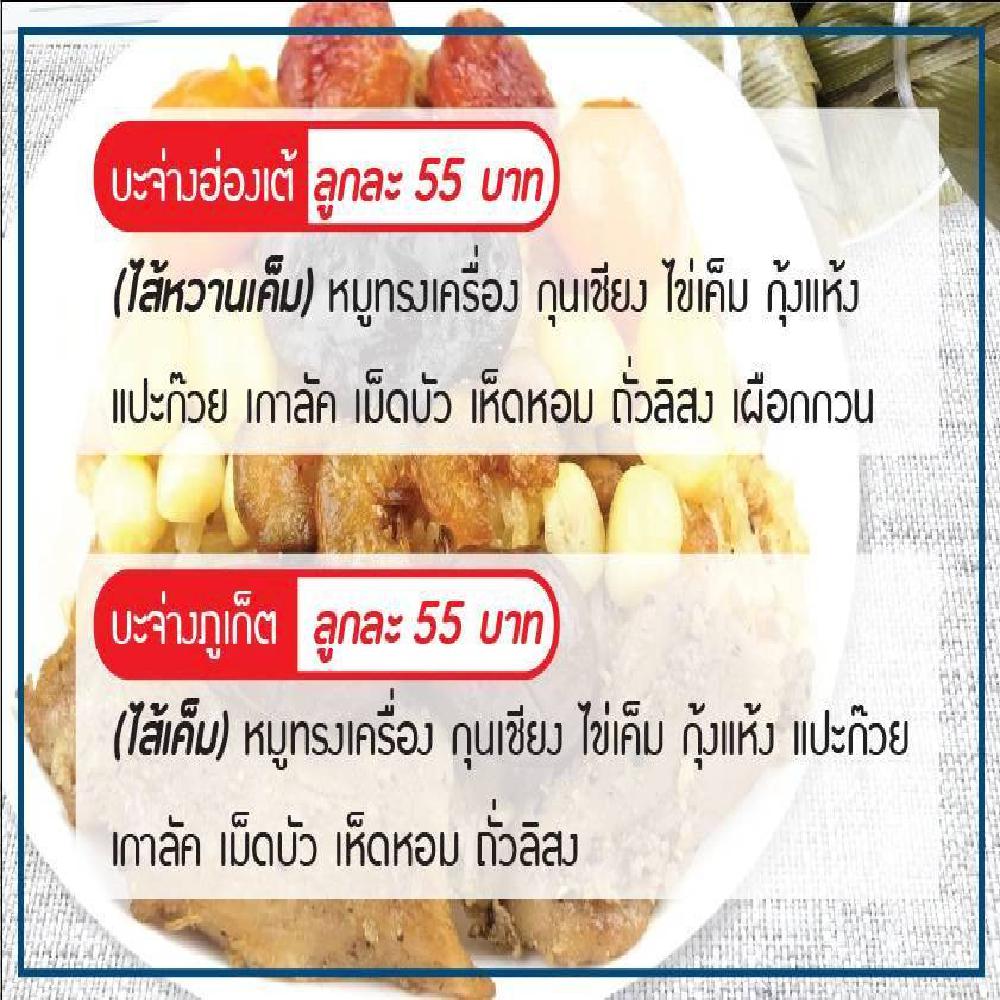 บะจ่างฮ่องเต้ ลูกละ 55 บาท
(ไส้หวานเค็ม) หมูทรงเครื่อง กุนเชียง ไข่เค็ม กุ้งแห้ง
แปะก๊วย เกาลัค เม็ดบัว เห็ดหอม ถั่วลิสง เผือกกวน
บะจ่างภูเก็ต ลูกละ 55 บาท
(ไส้เค็ม) หมูทรงเครื่อง กุนเชียง ไข่เค็ม กุ้งแห้ง แปะก๊วย
เกาลัค เม็ดบัว เห็ดหอม ถั่วลิสง